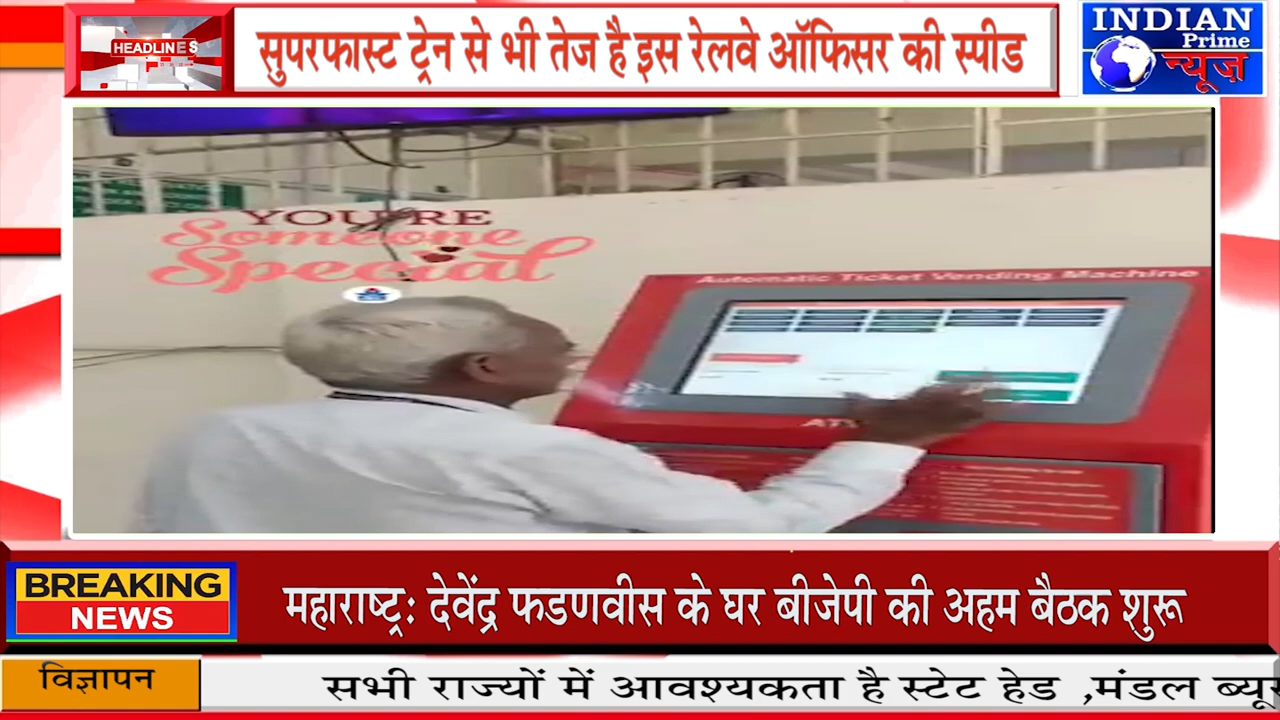 HEADLINES
सुपरफास्ट ट्रेन से भी तेज है इस रेलवे ऑफिसर की स्पीड
INDIAN
Prime
न्यूज़
YOU'RE
Someone
Special
Automatic Ticket Vending Machine
BREAKING
NEWS
महाराष्ट्र: देवेंद्र फडणवीस के घर बीजेपी की अहम बैठक शुरू
विज्ञापन
सभी राज्यों में आवश्यकता है स्टेट हेड ,मंडल